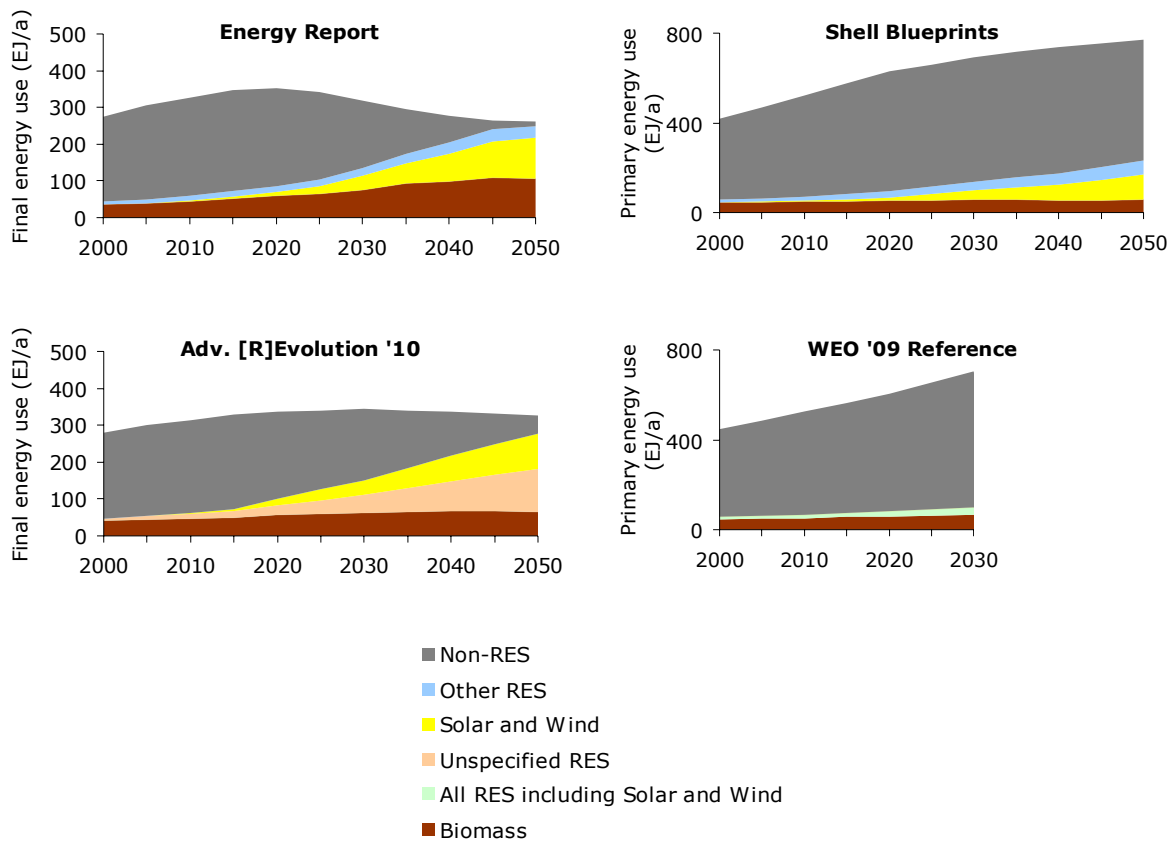 Energy Report
Final energy use (EJ/a)
500
400
300
200
100
0
2000 2010 2020 2030 2040 2050
Shell Blueprints
Primary energy use
(EJ/a)
800
400
0
2000 2010 2020 2030 2040 2050
Adv. [R]Evolution '10
Final energy use (EJ/a)
500
400
300
200
100
0
2000 2010 2020 2030 2040 2050
WEO '09 Reference
Primary energy use
(EJ/a)
800
400
0
2000 2010 2020 2030
Non-RES
Other RES
Solar and Wind
Unspecified RES
All RES including Solar and Wind
Biomass